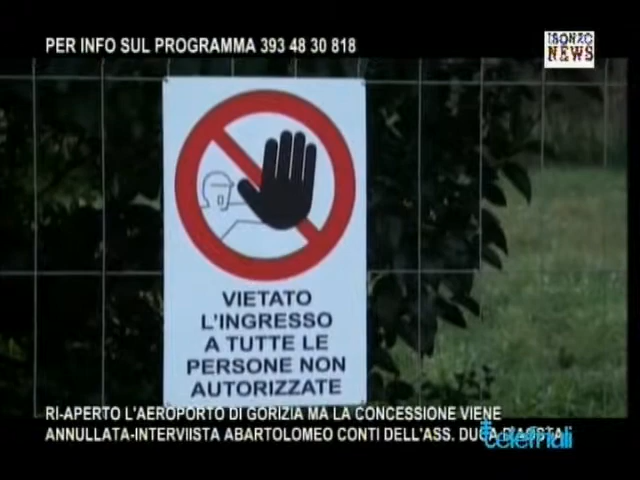 PER INFO SUL PROGRAMMA 393 48 30 818
ISONZO
NEWS
VIETATO
L'INGRESSO
A TUTTE LE
PERSONE NON
AUTORIZZATE
RI-APERTO L'AEROPORTO DI GORIZIA MA LA CONCESSIONE VIENE
ANNULLATA-INTERVIISTA ABARTOLOMEO CONTI DELL'ASS. DUCA D'AOSTA
telefriuli